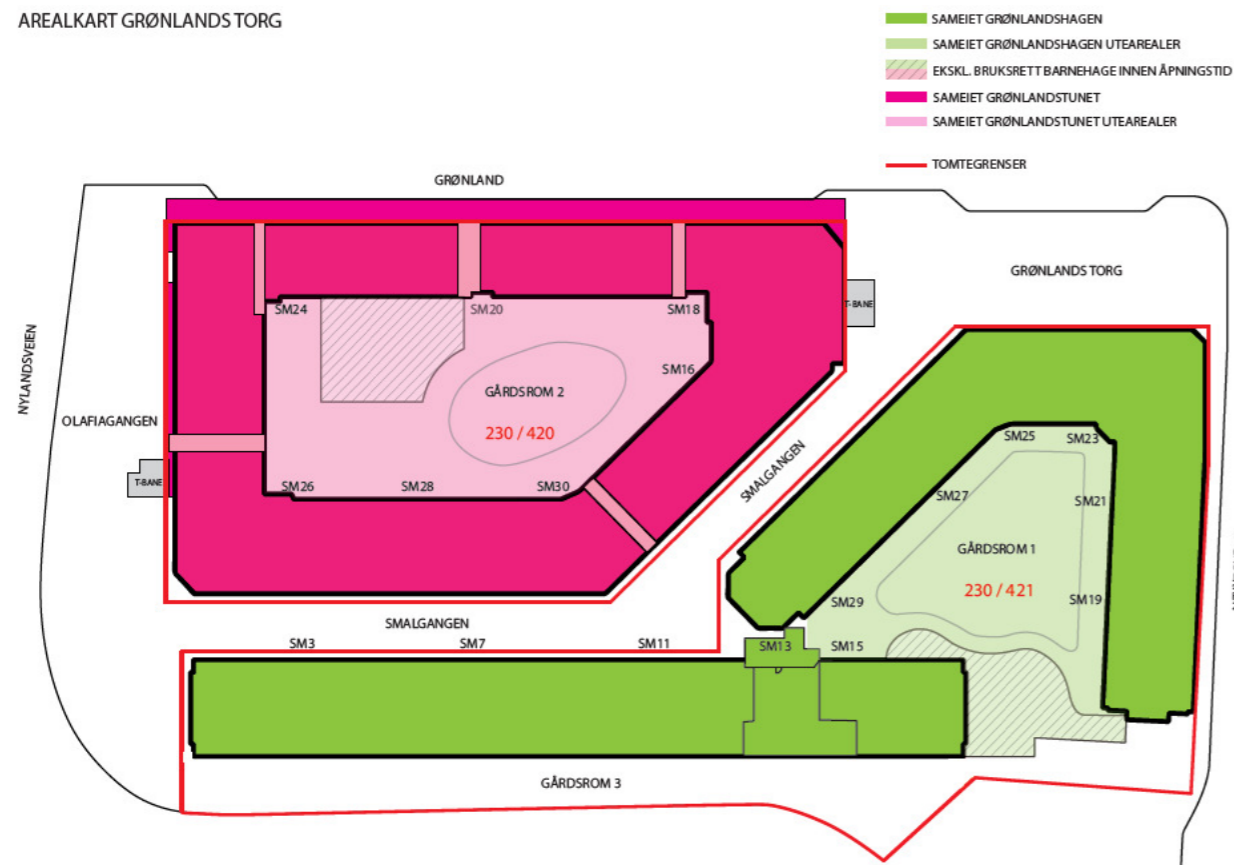 AREALKART GRØNLANDS TORG
SAMEIET GRØNLANDSHAGEN
SAMEIET GRØNLANDSHAGEN UTEAREALER
EKSKL. BRUKSRETT BARNEHAGE INNEN ÅPNINGSTID
SAMEIET GRØNLANDSTUNET
SAMEIET GRØNLANDSTUNET UTEAREALER
TOMTEGRENSER
GRØNLAND
GRØNLANDS TORG
T-BANE
SM24
SM20
SM18
SM16
NYLANDSVEIEN
GÅRDSROM 2
OLAFIAGANGEN
230 / 420
T-BANE
SM26
SM28
SM30
SMALGANGEN
SM25
SM23
SM27
SM21
GÅRDSROM 1
230 / 421
SM29
SM19
SMALGANGEN
SM3
SM7
SM11
SM13
SM15
GÅRDSROM 3